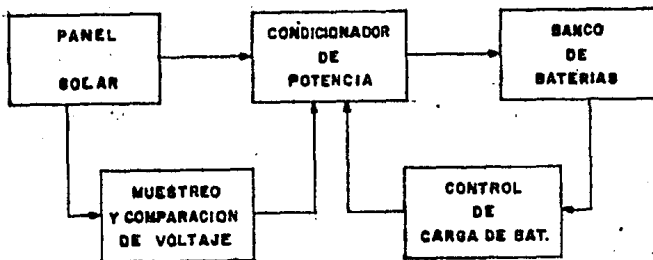 PANEL
SOLAR
CONDICIONADOR
DE
POTENCIA
BANCO
DE
BATERIAS
MUESTREO
Y COMPARACION
DE VOLTAJE
CONTROL
DE
CARGA DE BAT.